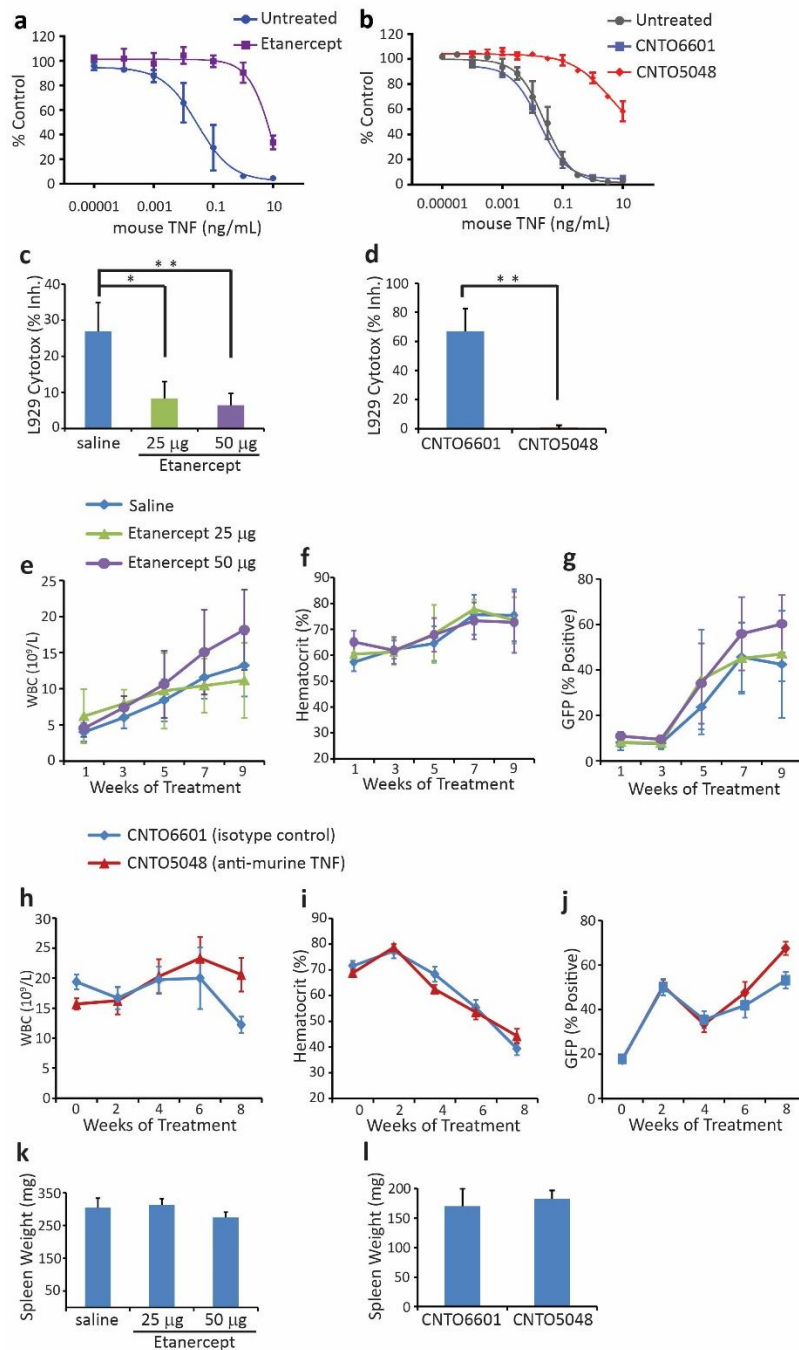 a
Untreated
Etanercept
120
100
80
60
40
20
0
% Control
0.00001 0.001 0.1 10
mouse TNF (ng/mL)
b
Untreated
CNTO6601
CNTO5048
120
100
80
60
40
20
0
% Control
0.00001 0.001 0.1 10
mouse TNF (ng/mL)
c
* *
*
40
30
20
10
0
L929 Cytotox (% Inh.)
saline 25 µg 50 µg
Etanercept
d
* *
100
80
60
40
20
0
L929 Cytotox (% Inh.)
CNTO6601 CNTO5048
Saline
Etanercept 25 µg
Etanercept 50 µg
e
25
20
15
10
5
0
WBC (10⁹/L)
1 3 5 7 9
Weeks of Treatment
f
90
80
70
60
50
40
30
20
Hematocrit (%)
1 3 5 7 9
Weeks of Treatment
g
80
60
40
20
0
GFP (% Positive)
1 3 5 7 9
Weeks of Treatment
CNTO6601 (isotype control)
CNTO5048 (anti-murine TNF)
h
30
25
20
15
10
5
0
WBC (10⁹/L)
0 2 4 6 8
Weeks of Treatment
i
90
80
70
60
50
40
30
20
Hematocrit (%)
0 2 4 6 8
Weeks of Treatment
j
80
60
40
20
0
GFP (% Positive)
0 2 4 6 8
Weeks of Treatment
k
350
250
150
50
Spleen Weight (mg)
saline 25 µg 50 µg
Etanercept
l
200
150
100
50
0
Spleen Weight (mg)
CNTO6601 CNTO5048